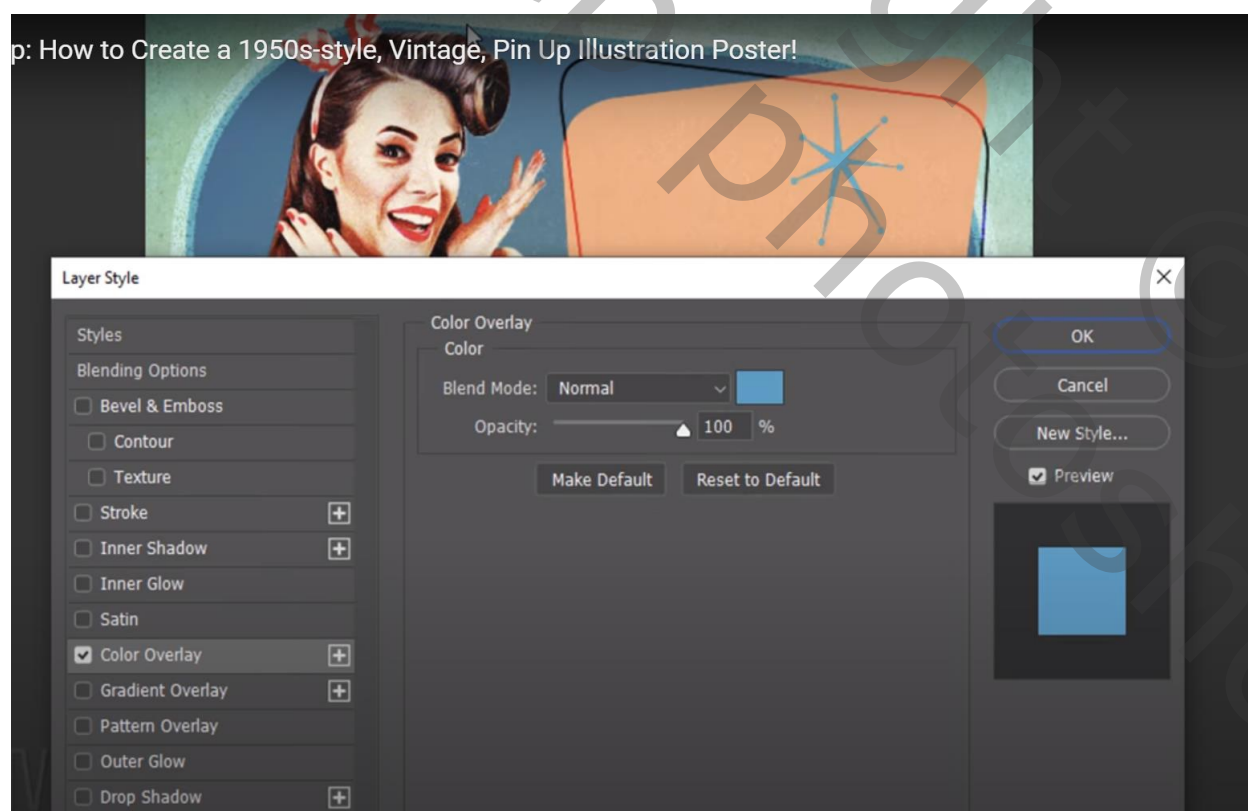 p: How to Create a 1950s-style, Vintage, Pin Up Illustration Poster!
Layer Style
Styles
Blending Options
Bevel & Emboss
Contour
Texture
Stroke
Inner Shadow
Inner Glow
Satin
Color Overlay
Gradient Overlay
Pattern Overlay
Outer Glow
Drop Shadow
Color Overlay
Color
Blend Mode: Normal
Opacity: 100 %
Make Default Reset to Default
OK
Cancel
New Style...
Preview